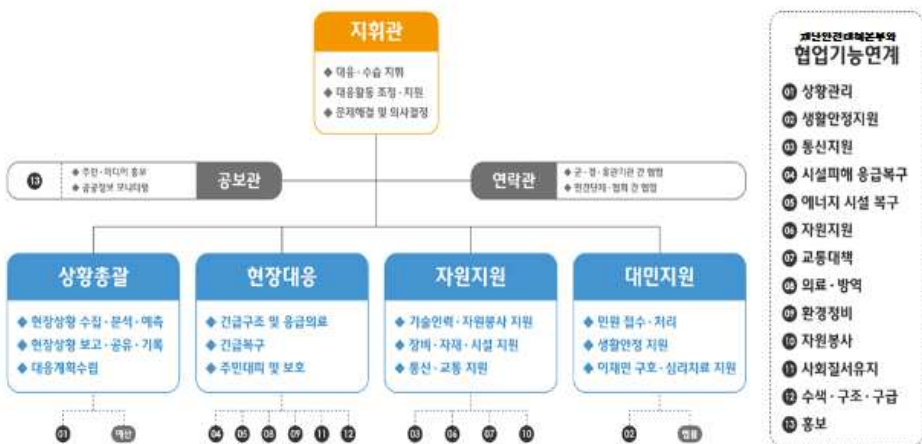 지휘관
◆ 대응·수습 지휘
◆ 대응활동 조정·지원
◆ 문제해결 및 의사결정
13
◆ 주민·미디어 홍보
◆ 공공정보 모니터링
공보관
연락관
◆ 군·경·유관기관 간 협업
◆ 민간단체·협회 간 협업
상황총괄
◆ 현장상황 수집·분석·예측
◆ 현장상황 보고·공유·기록
◆ 대응계획수립
01 예산
현장대응
◆ 긴급구조 및 응급의료
◆ 긴급복구
◆ 주민대피 및 보호
04 05 08 09 11 12
자원지원
◆ 기술인력·자원봉사 지원
◆ 장비·자재·시설 지원
◆ 통신·교통 지원
03 06 07 10
대민지원
◆ 민원 접수·처리
◆ 생활안정 지원
◆ 이재민 구호·심리치료 지원
02 법률
재난안전대책본부와
협업기능연계
01 상황관리
02 생활안정지원
03 통신지원
04 시설피해 응급복구
05 에너지 시설 복구
06 자원지원
07 교통대책
08 의료·방역
09 환경정비
10 자원봉사
11 사회질서유지
12 수색·구조·구급
13 홍보